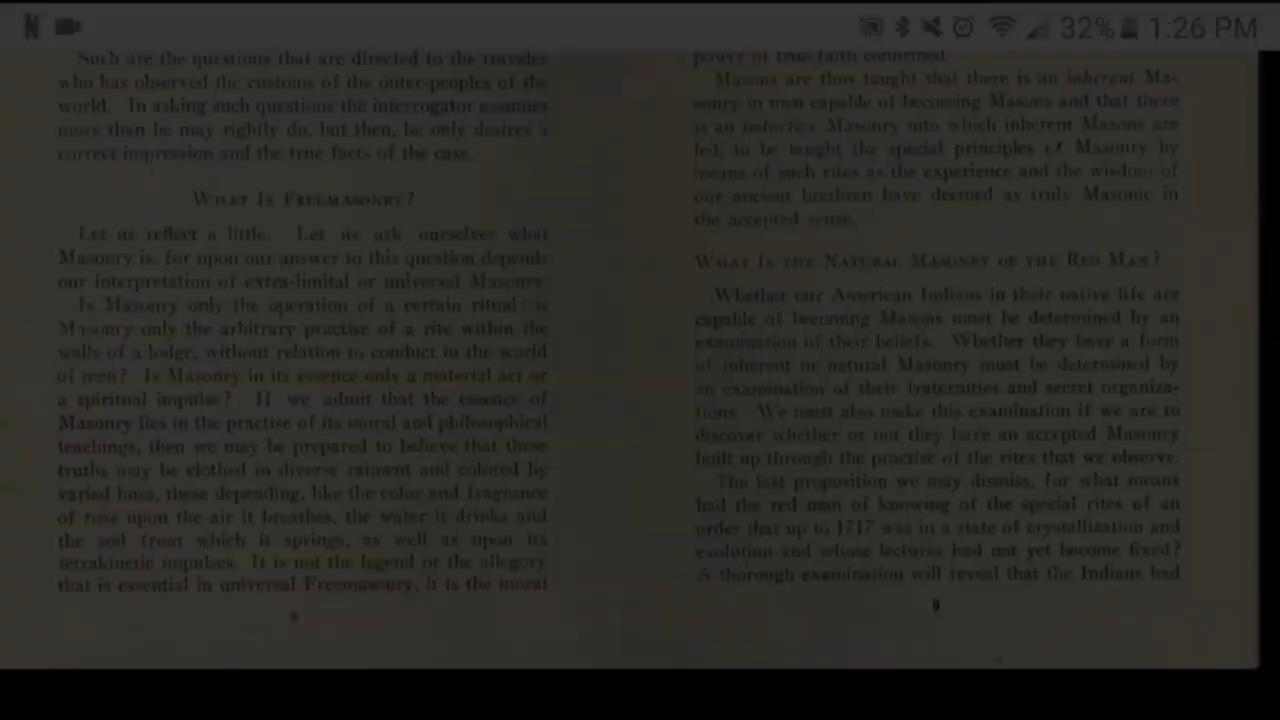 N
32% 1:26 PM
Such are the questions that are directed to the traveler
who has observed the customs of the outer-peoples of the
world. In asking such questions the interrogator assumes
more than he may rightly do, but then, he only desires a
correct impression and the true facts of the case.
What Is Freemasonry?
Let us reflect a little. Let us ask ourselves what
Masonry is, for upon our answer to this question depends
our interpretation of extra-limital or universal Masonry.
Is Masonry only the operation of a certain ritual; is
Masonry only the arbitrary practise of a rite within the
walls of a lodge, without relation to conduct in the world
of men? Is Masonry in its essence only a material act or
a spiritual impulse? If we admit that the essence of
Masonry lies in the practise of its moral and philosophical
teachings, then we may be prepared to believe that these
truths may be clothed in diverse raiment and colored by
varied hues, these depending, like the color and fragrance
of rose upon the air it breathes, the water it drinks and
the soil from which it springs, as well as upon its
tetrakinetic impulses. It is not the legend or the allegory
that is essential in universal Freemasonry, it is the moral
8
power of true faith confirmed.
Masons are thus taught that there is an inherent Ma-
sonry in men capable of becoming Masons and that there
is an inductive Masonry into which inherent Masons are
led, to be taught the special principles of Masonry by
means of such rites as the experience and the wisdom of
our ancient brethren have deemed as truly Masonic in
the accepted sense.
What Is the Natural Masonry of the Red Man?
Whether our American Indians in their native life are
capable of becoming Masons must be determined by an
examination of their beliefs. Whether they have a form
of inherent or natural Masonry must be determined by
an examination of their fraternities and secret organiza-
tions. We must also make this examination if we are to
discover whether or not they have an accepted Masonry
built up through the practise of the rites that we observe.
The last proposition we may dismiss, for what means
had the red man of knowing of the special rites of an
order that up to 1717 was in a state of crystallization and
evolution and whose lectures had not yet become fixed?
A thorough examination will reveal that the Indians had
9